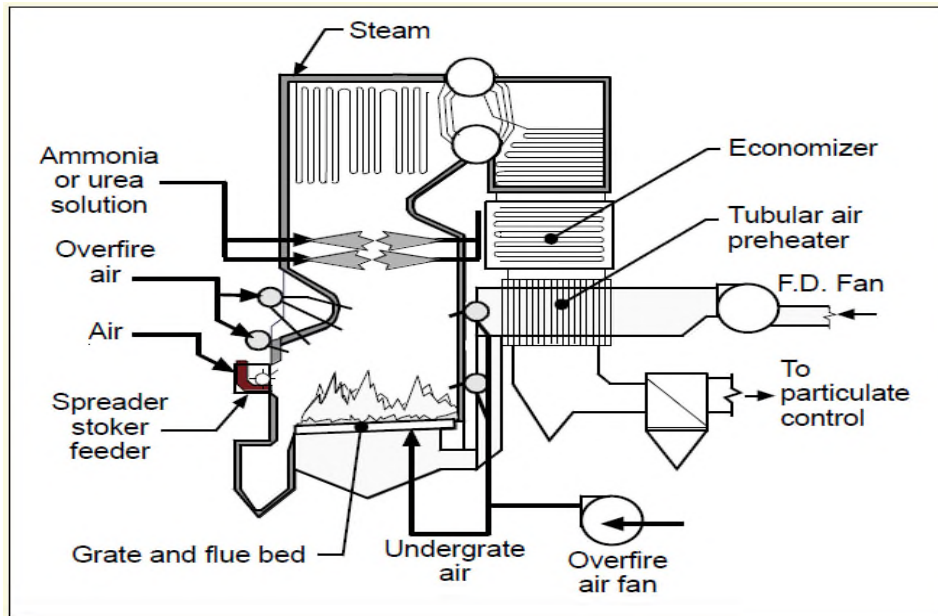 Steam
Ammonia
or urea
solution
Overfire
air
Air
Spreader
stoker
feeder
Grate and flue bed
Undergrate
air
Overfire
air fan
Economizer
Tubular air
preheater
F.D. Fan
To
particulate
control